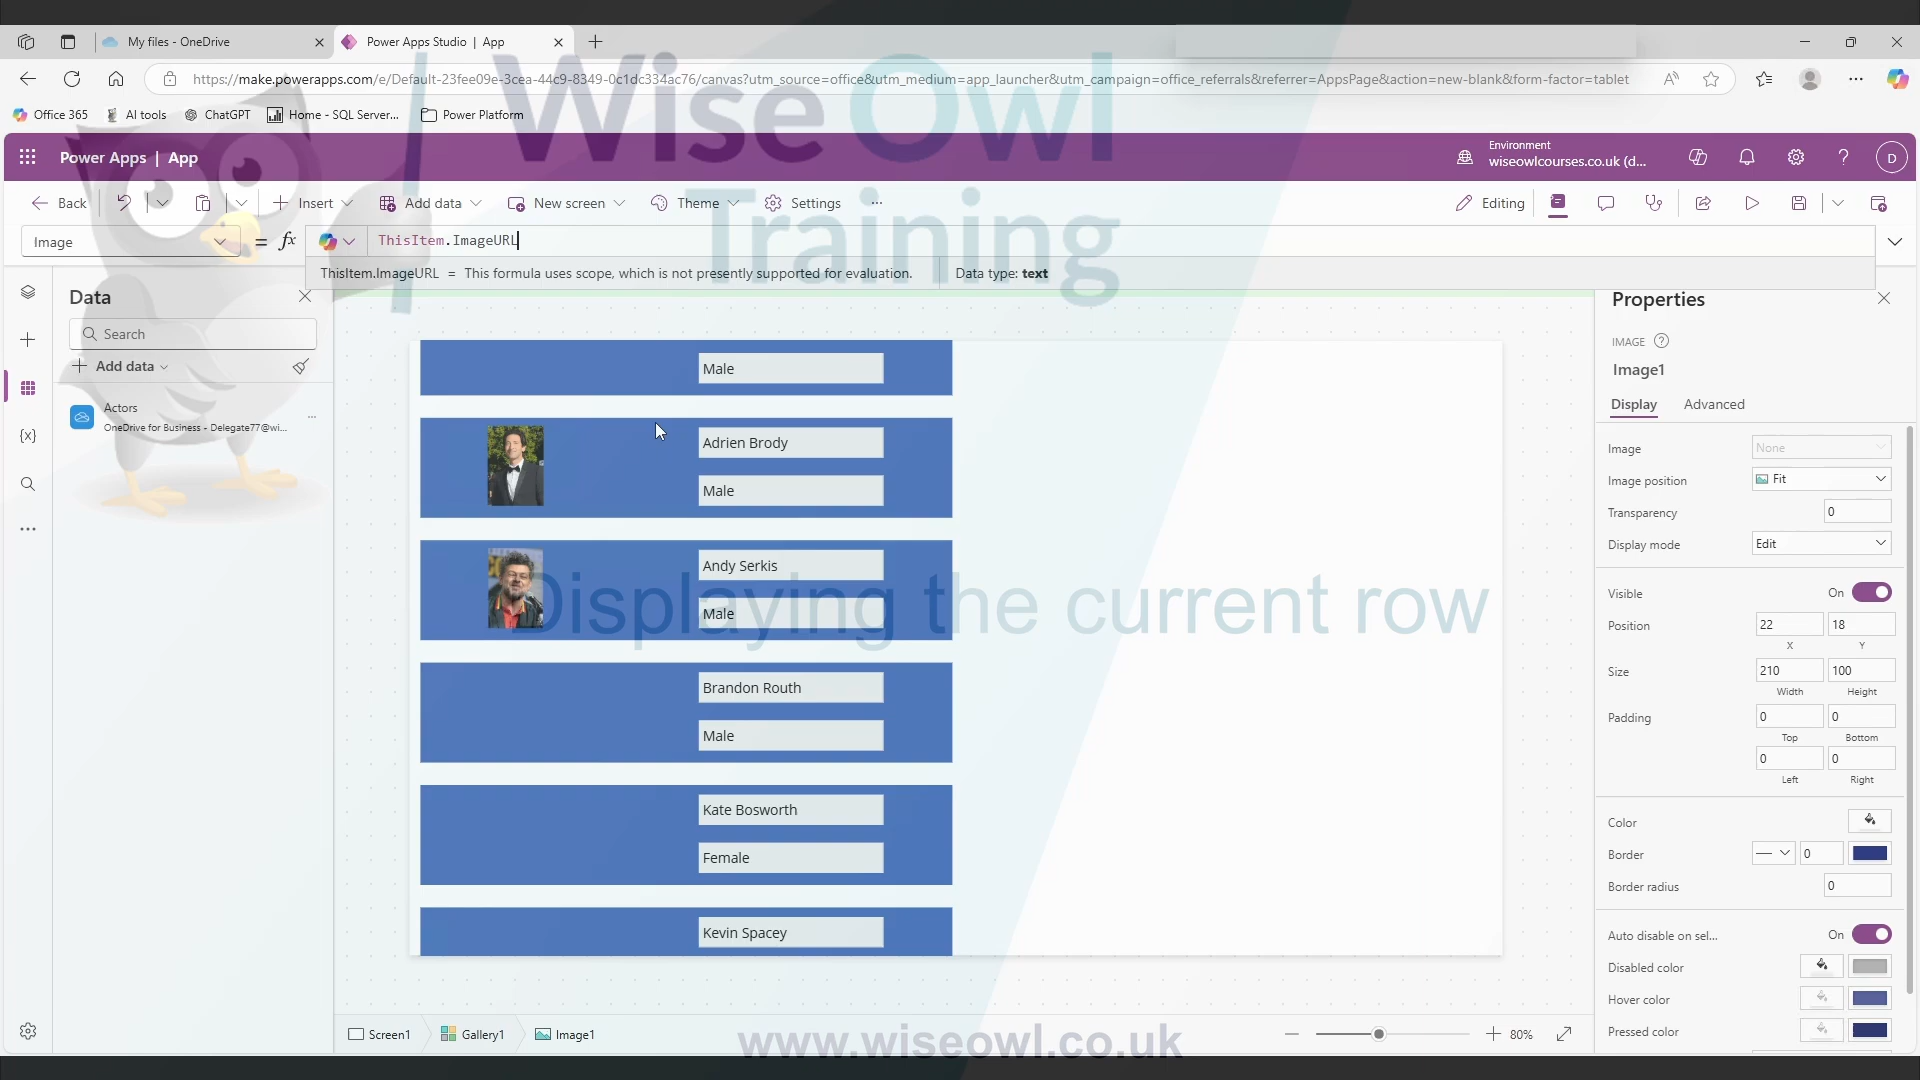 My files - OneDrive
Power Apps Studio | App
https://make.powerapps.com/e/Default-23fee09e-3cea-44c9-8349-0c1dc334ac76/canvas?utm_source=office&utm_medium=app_launcher&utm_campaign=office_referrals&referrer=AppsPage&action=new-blank&form-factor=tablet
Office 365
AI tools
ChatGPT
Home - SQL Server...
Power Platform
Wise Owl
Training
Power Apps | App
Environment
wiseowlcourses.co.uk (d...
D
Back
Insert
Add data
New screen
Theme
Settings
...
Editing
Image
= fx
ThisItem.ImageURL
ThisItem.ImageURL = This formula uses scope, which is not presently supported for evaluation.
Data type: text
Data
Search
Add data
Actors
OneDrive for Business - Delegate77@wi...
Male
Adrien Brody
Male
Andy Serkis
Male
Brandon Routh
Male
Kate Bosworth
Female
Kevin Spacey
Displaying the current row
Properties
IMAGE
Image1
Display
Advanced
Image
None
Image position
Fit
Transparency
0
Display mode
Edit
Visible
On
Position
22
18
X
Y
Size
210
100
Width
Height
Padding
0
0
Top
Bottom
0
0
Left
Right
Color
Border
0
Border radius
0
Auto disable on sel...
On
Disabled color
Hover color
Pressed color
Screen1
Gallery1
Image1
80%
www.wiseowl.co.uk